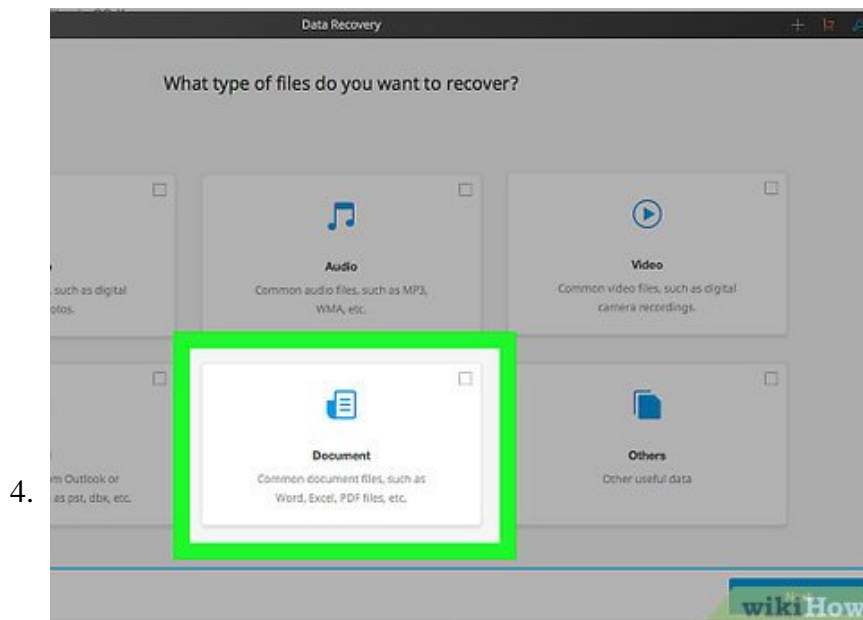 Data Recovery
What type of files do you want to recover?
such as digital
Audio
Common audio files, such as MP3,
WMA, etc.
Video
Common video files, such as digital
camera recordings.
Outlook or
as pst, dbx, etc.
Document
Common document files, such as
Word, Excel, PDF files, etc.
Others
Other useful data
4.
wikiHow